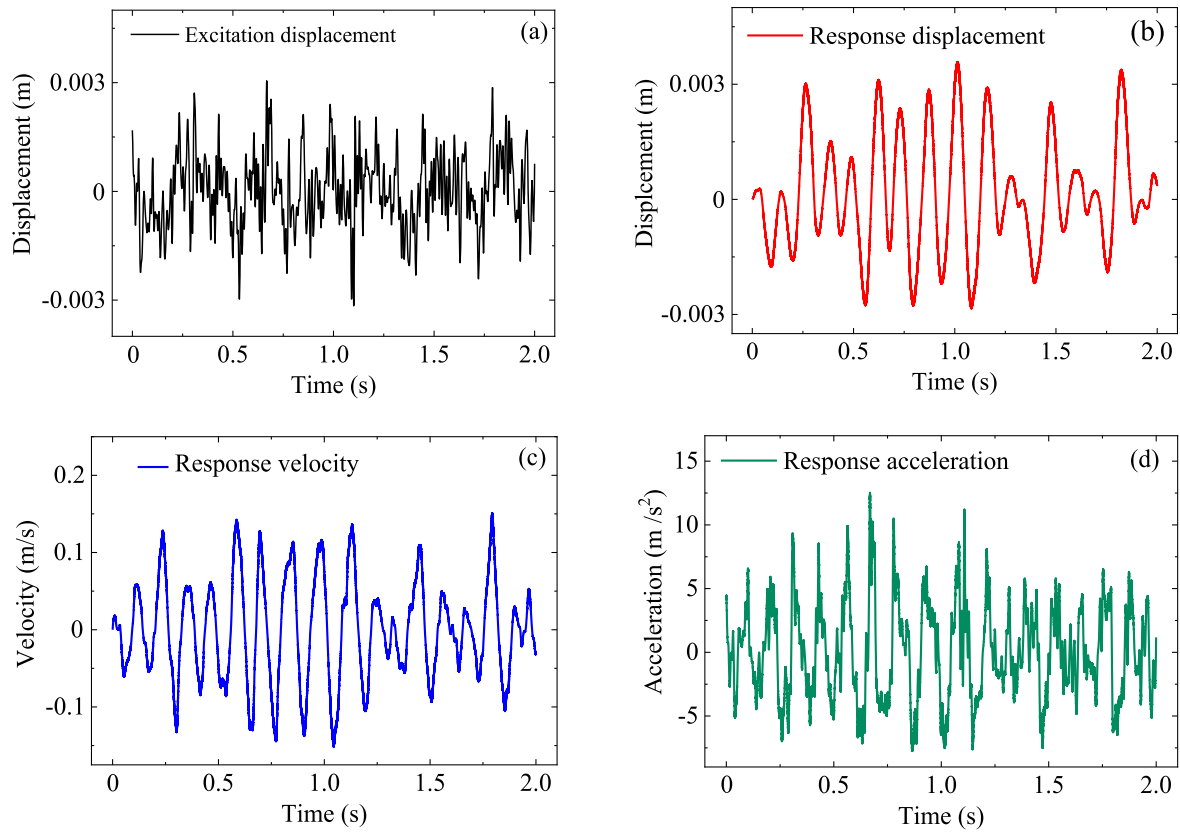 Excitation displacement
(a)
Displacement (m)
0.003
0
-0.003
0
0.5
1.0
1.5
2.0
Time (s)
Response displacement
(b)
Displcement (m)
0.003
0
-0.003
0
0.5
1.0
1.5
2.0
Time (s)
Response velocity
(c)
Velocity (m/s)
0.2
0.1
0
-0.1
0
0.5
1.0
1.5
2.0
Time (s)
Response acceleration
(d)
Acceleration (m /s²)
15
10
5
0
-5
0
0.5
1.0
1.5
2.0
Time (s)